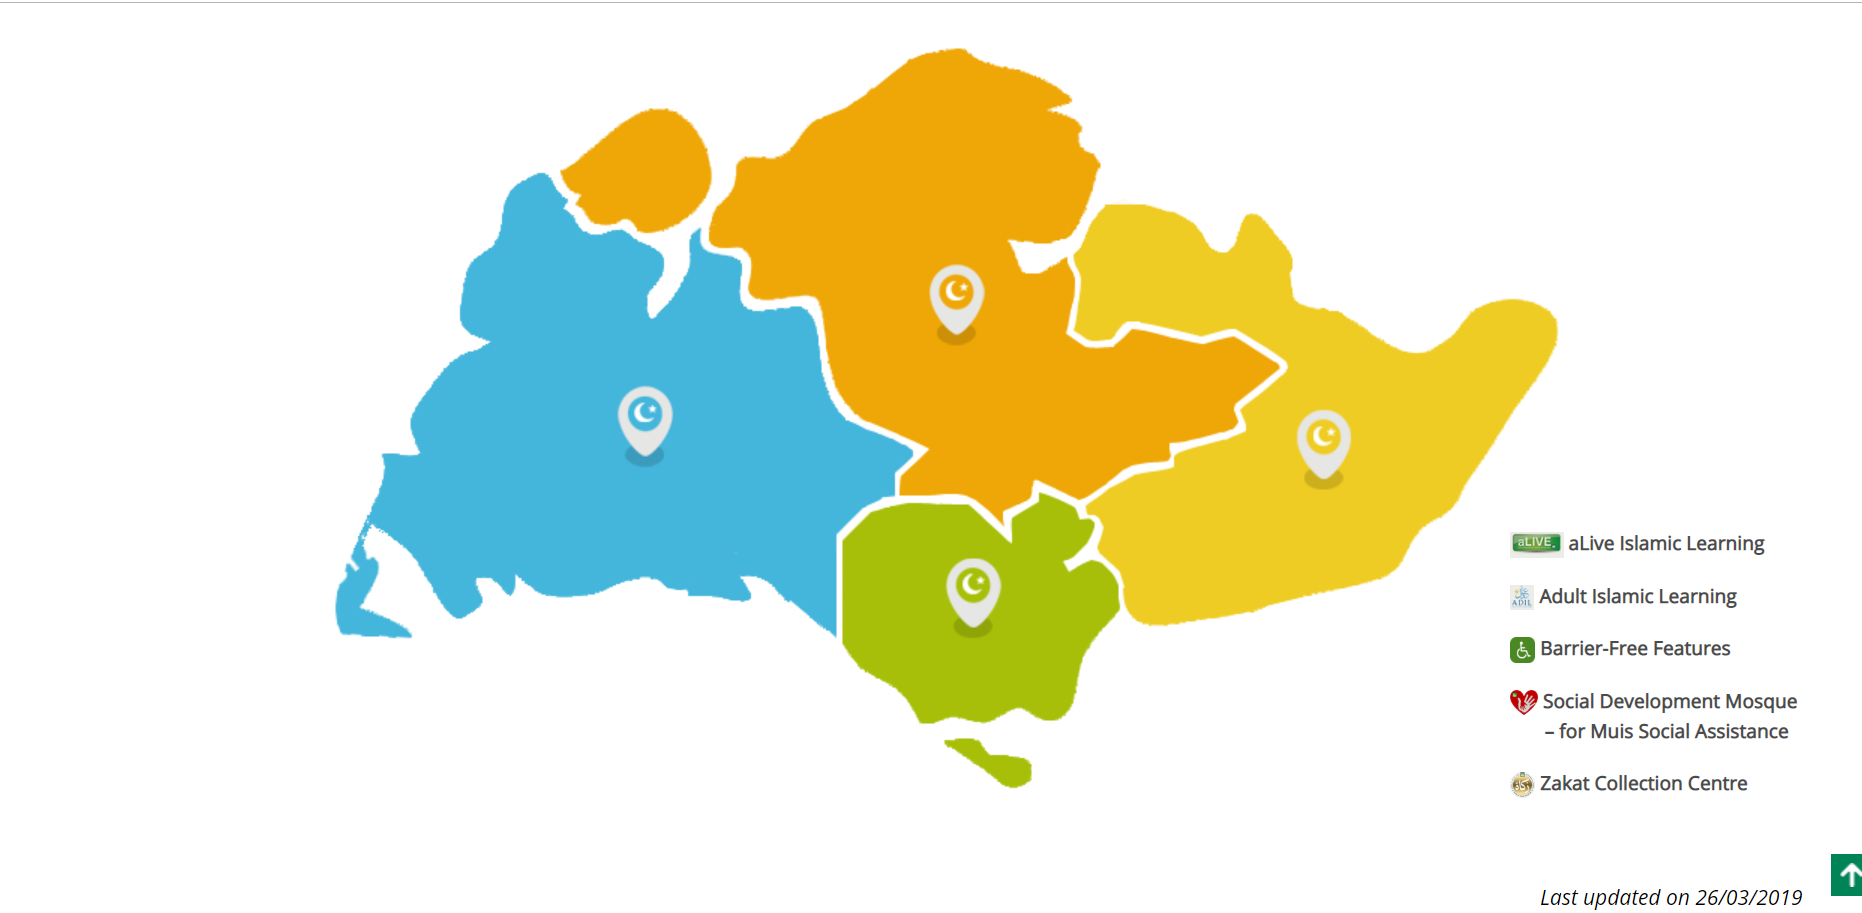 aLIVE
aLive Islamic Learning
ADIL
Adult Islamic Learning
Barrier-Free Features
Social Development Mosque
– for Muis Social Assistance
Zakat Collection Centre
Last updated on 26/03/2019